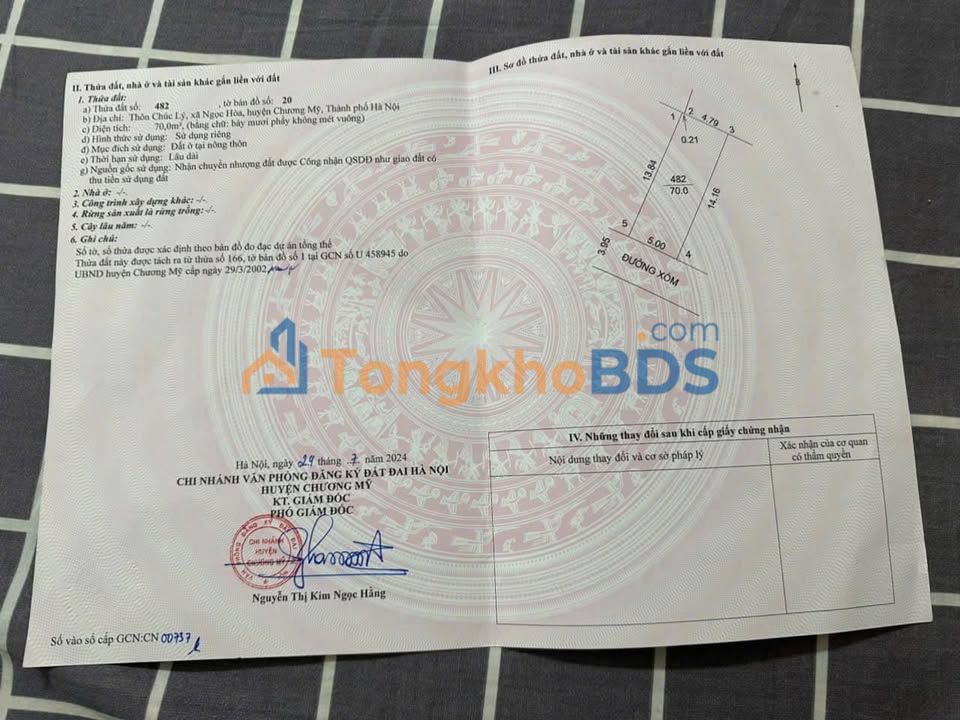 II. Thửa đất, nhà ở và tài sản khác gắn liền với đất
1. Thửa đất:
a) Thửa đất số: 482 , tờ bản đồ số: 20
b) Địa chỉ: Thôn Chúc Lý, xã Ngọc Hòa, huyện Chương Mỹ, Thành phố Hà Nội
c) Diện tích: 70,0m², (bằng chữ: bảy mươi phẩy không mét vuông)
d) Hình thức sử dụng: Sử dụng riêng
đ) Mục đích sử dụng: Đất ở tại nông thôn
e) Thời hạn sử dụng: Lâu dài
g) Nguồn gốc sử dụng: Nhận chuyển nhượng đất được Công nhận QSDĐ như giao đất có
thu tiền sử dụng đất
2. Nhà ở: -/-
3. Công trình xây dựng khác: -/-
4. Rừng sản xuất là rừng trồng: -/-
5. Cây lâu năm: -/-
6. Ghi chú:
Số tờ, số thửa được xác định theo bản đồ đo đạc dự án tổng thể
Thửa đất này được tách ra từ thửa số 166, tờ bản đồ số 1 tại GCN số U 458945 do
UBND huyện Chương Mỹ cấp ngày 29/3/2002
Hà Nội, ngày 29 tháng 7 năm 2024
CHI NHÁNH VĂN PHÒNG ĐĂNG KÝ ĐẤT ĐAI HÀ NỘI
HUYỆN CHƯƠNG MỸ
KT. GIÁM ĐỐC
PHÓ GIÁM ĐỐC
CHI NHÁNH
HUYỆN
CHƯƠNG MỸ
Nguyễn Thị Kim Ngọc Hằng
Số vào sổ cấp GCN:CN 00737
III. Sơ đồ thửa đất, nhà ở và tài sản khác gắn liền với đất
B
1
2
4.79
3
0.21
13.84
482
70.0
14.16
5
5.00
4
3.95
ĐƯỜNG XÓM
TongkhoBDS
.com
IV. Những thay đổi sau khi cấp giấy chứng nhận
Nội dung thay đổi và cơ sở pháp lý
Xác nhận của cơ quan
có thẩm quyền